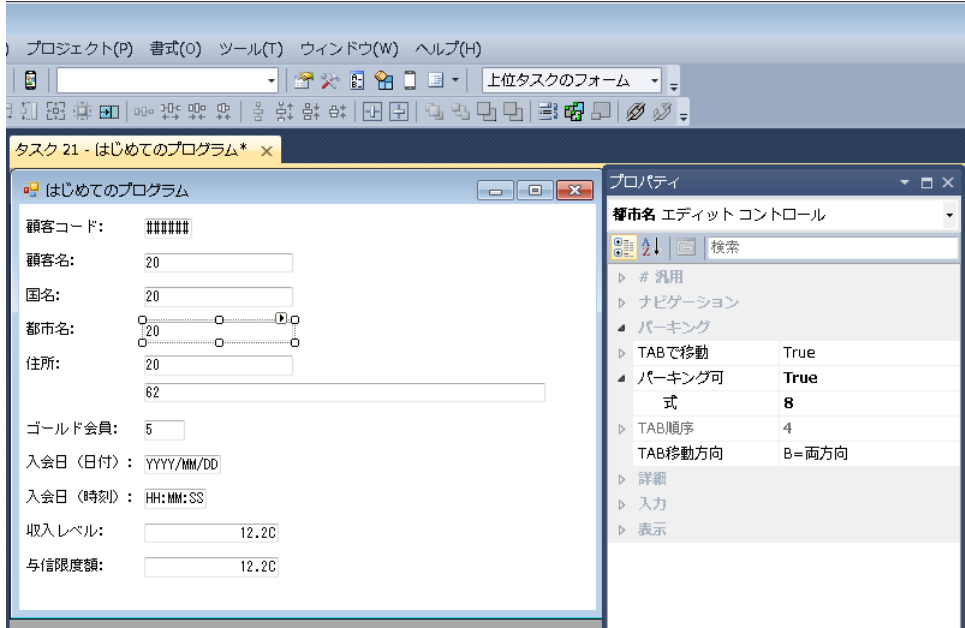 ) プロジェクト(P) 書式(O) ツール(T) ウィンドウ(W) ヘルプ(H)
上位タスクのフォーム
タスク 21 - はじめてのプログラム* ×
はじめてのプログラム
顧客コード: ######
顧客名: 20
国名: 20
都市名: 20
住所: 20
62
ゴールド会員: 5
入会日（日付）: YYYY/MM/DD
入会日（時刻）: HH:MM:SS
収入レベル: 12.2C
与信限度額: 12.2C
プロパティ
都市名 エディット コントロール
検索
# 汎用
ナビゲーション
パーキング
TABで移動 True
パーキング可 True
式 8
TAB順序 4
TAB移動方向 B=両方向
詳細
入力
表示